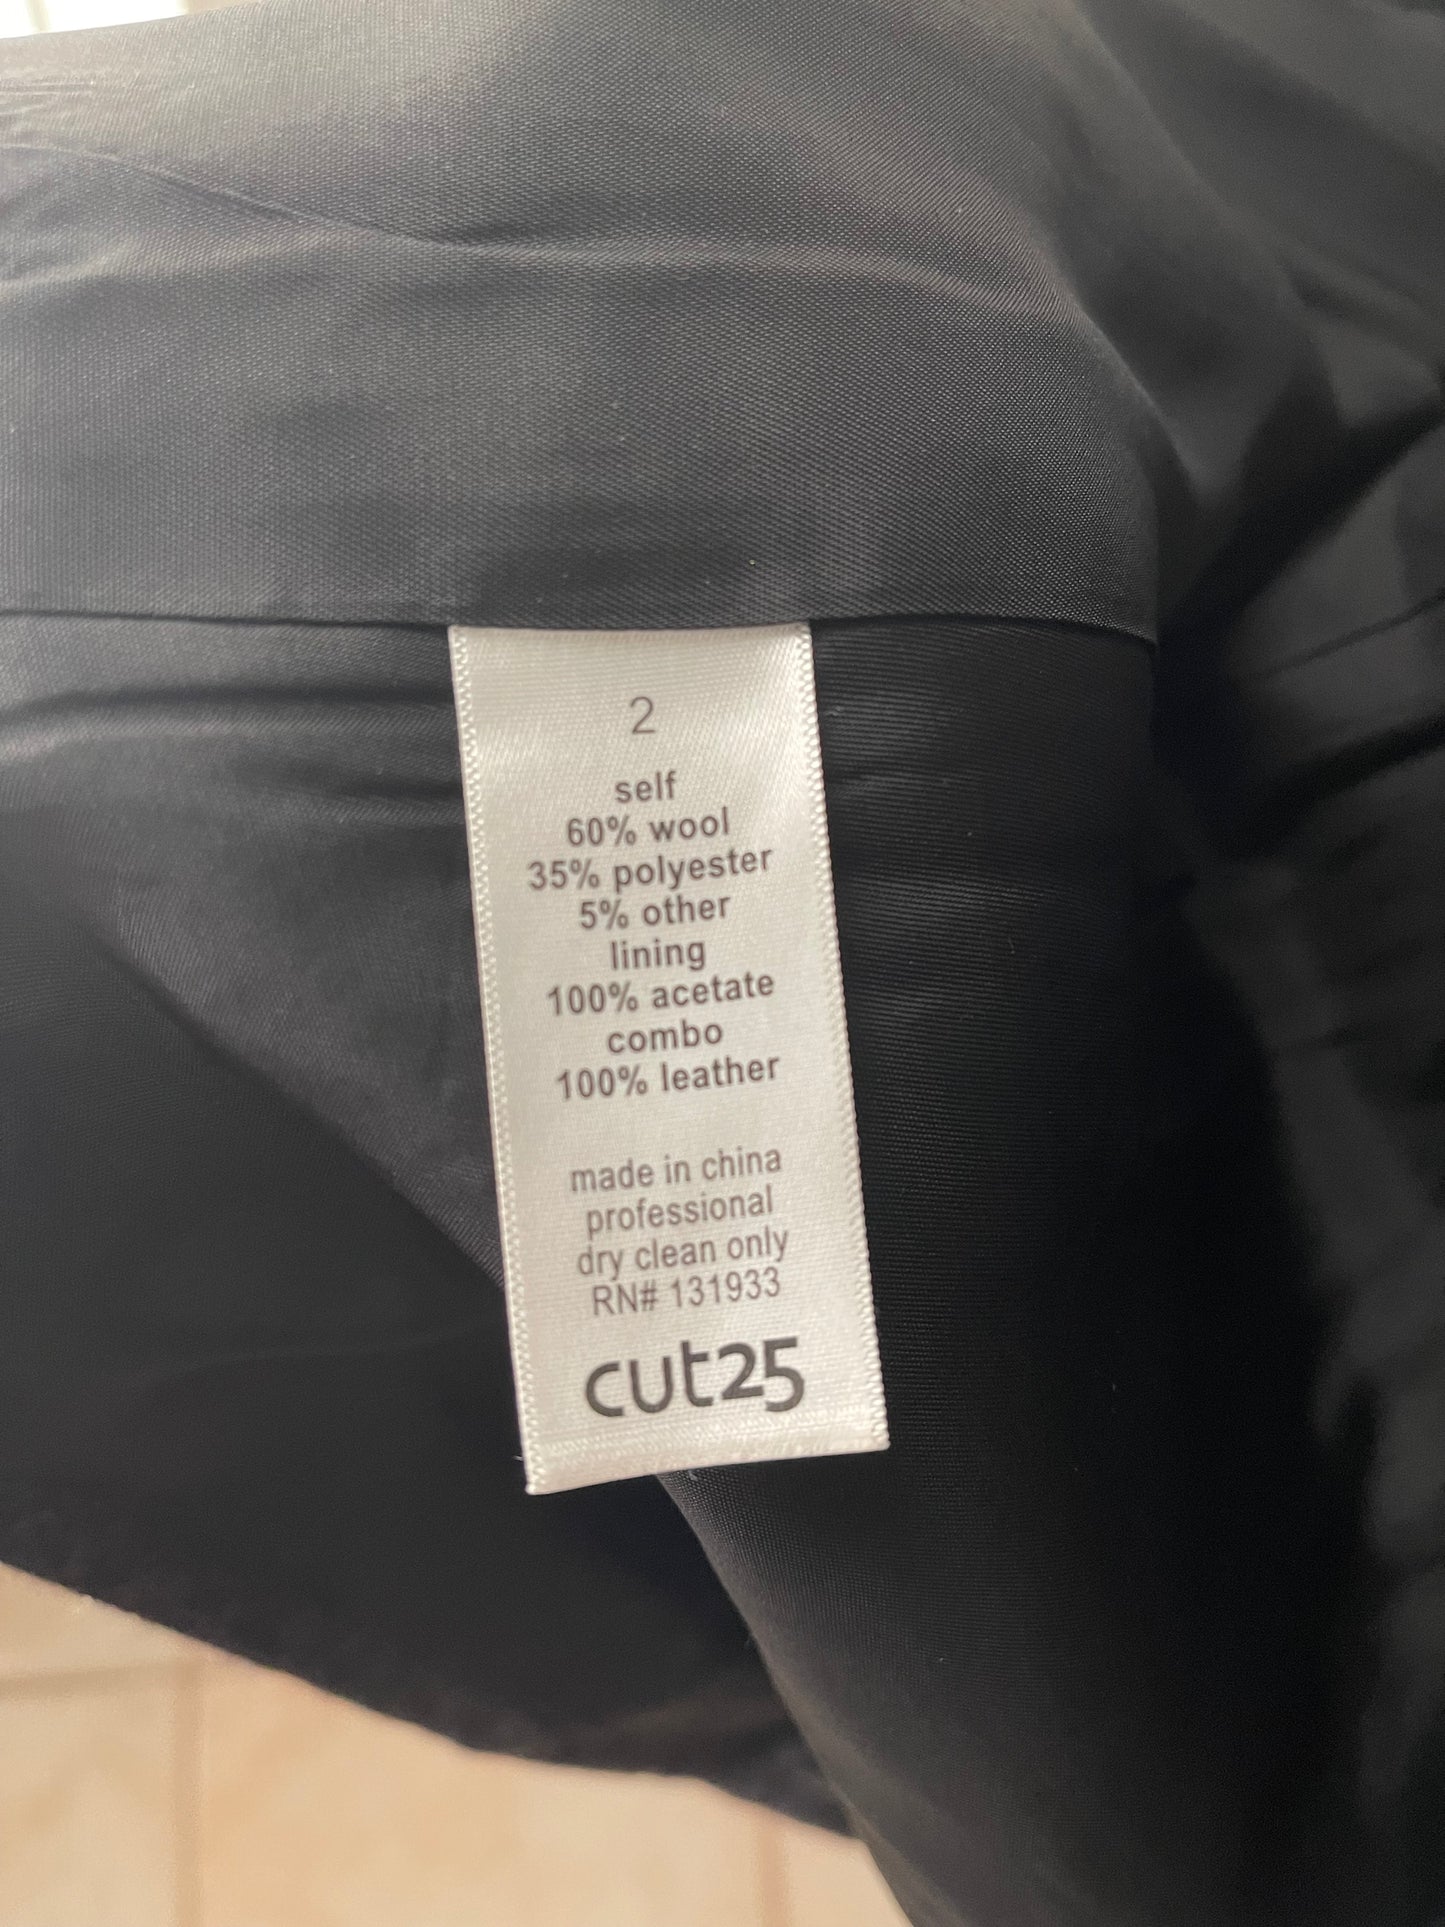 2
self
60% wool
35% polyester
5% other
lining
100% acetate
combo
100% leather
made in china
professional
dry clean only
RN# 131933
cut25